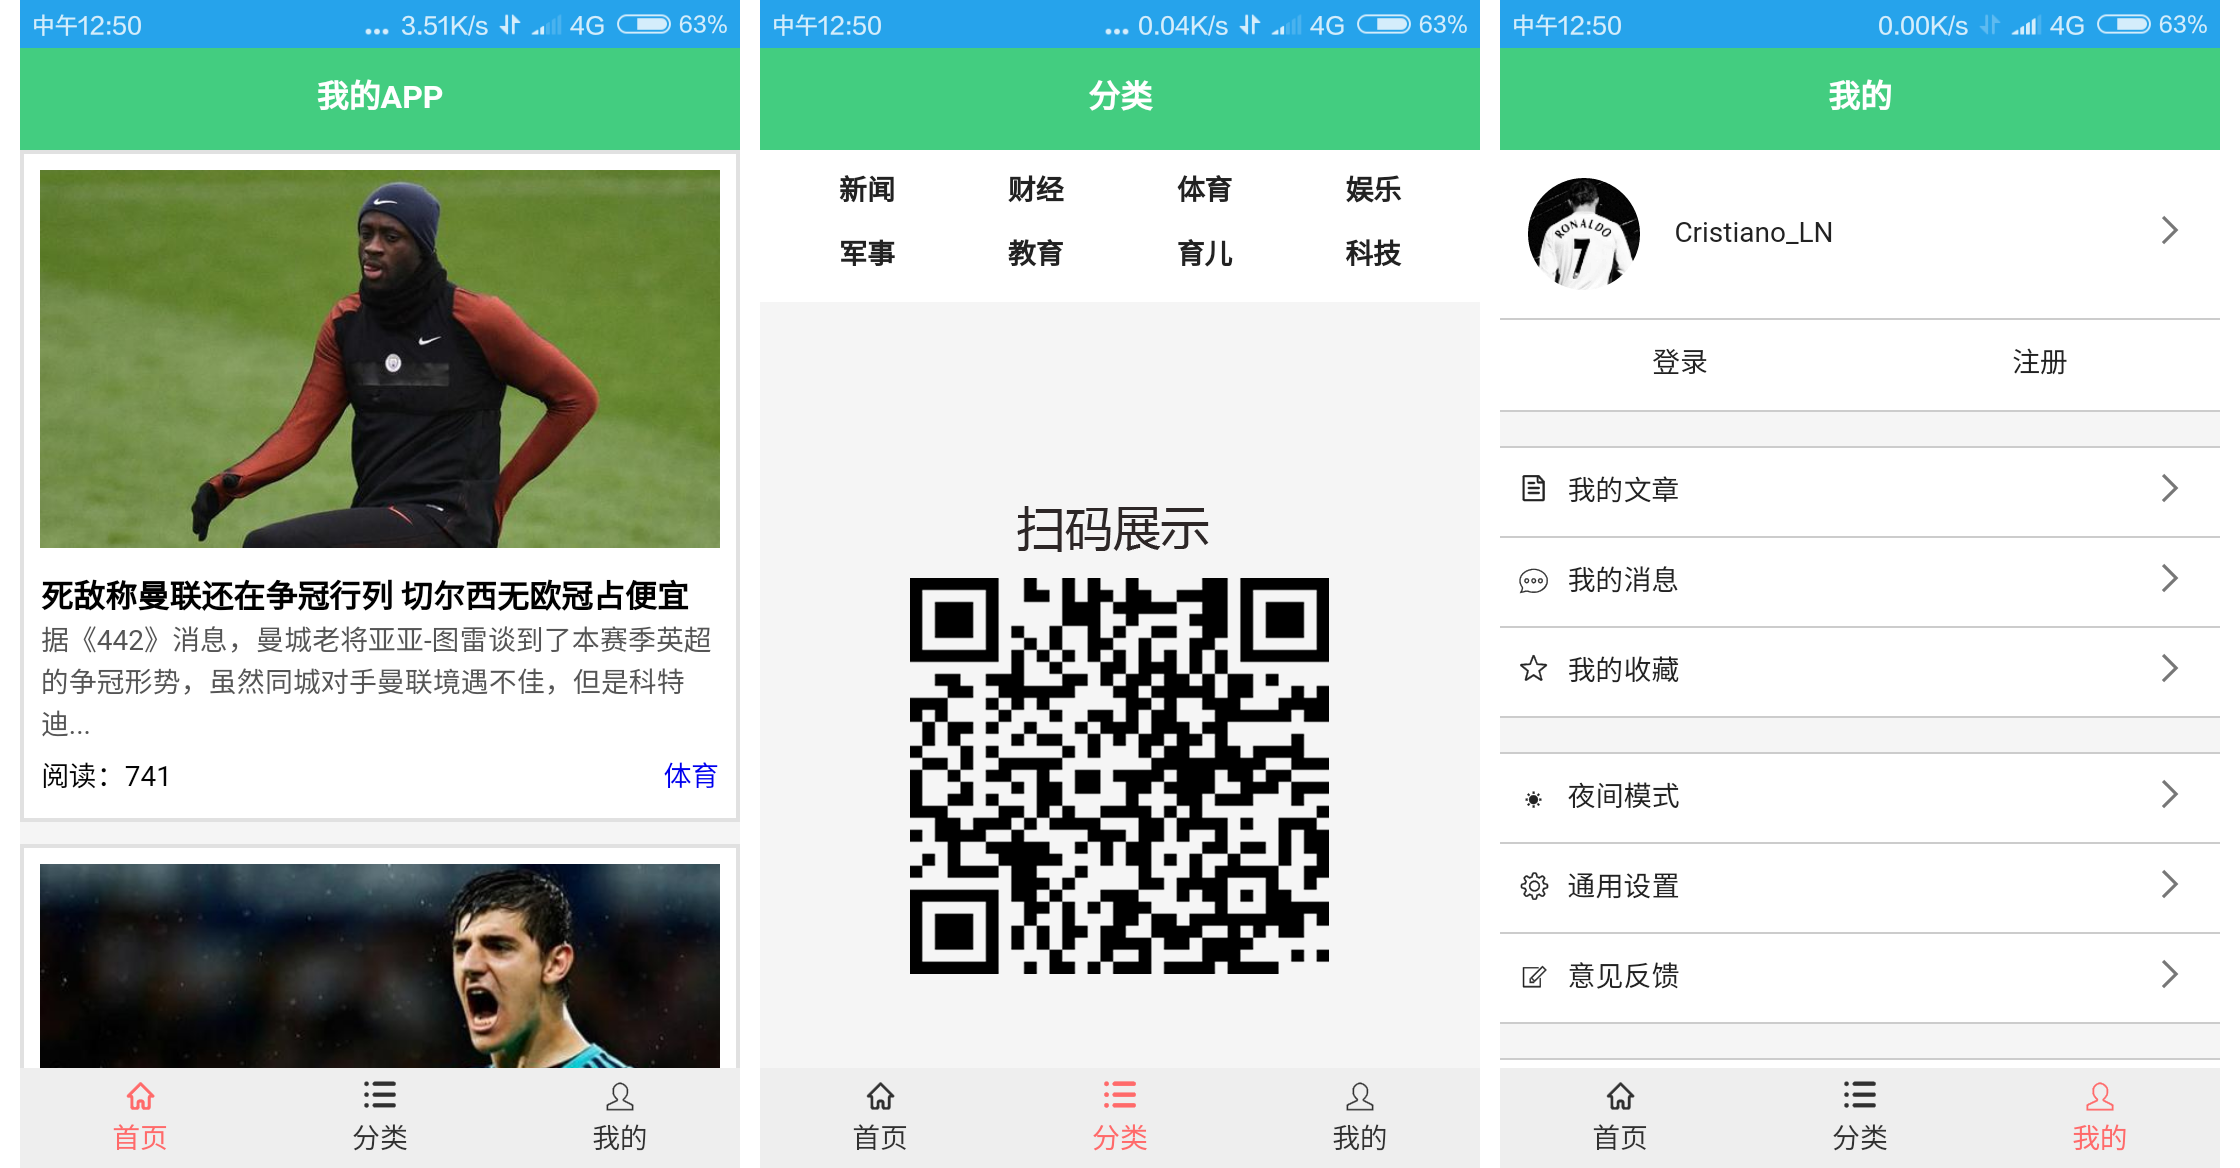 中午12:50
... 3.51K/s 4G 63%
我的APP
死敌称曼联还在争冠行列 切尔西无欧冠占便宜
据《442》消息，曼城老将亚亚-图雷谈到了本赛季英超
的争冠形势，虽然同城对手曼联境遇不佳，但是科特
迪...
阅读：741
体育
首页
分类
我的
中午12:50
... 0.04K/s 4G 63%
分类
新闻 财经 体育 娱乐
军事 教育 育儿 科技
扫码展示
首页
分类
我的
中午12:50
0.00K/s 4G 63%
我的
RONALDO
7
Cristiano_LN
登录 注册
我的文章
我的消息
我的收藏
夜间模式
通用设置
意见反馈
首页
分类
我的